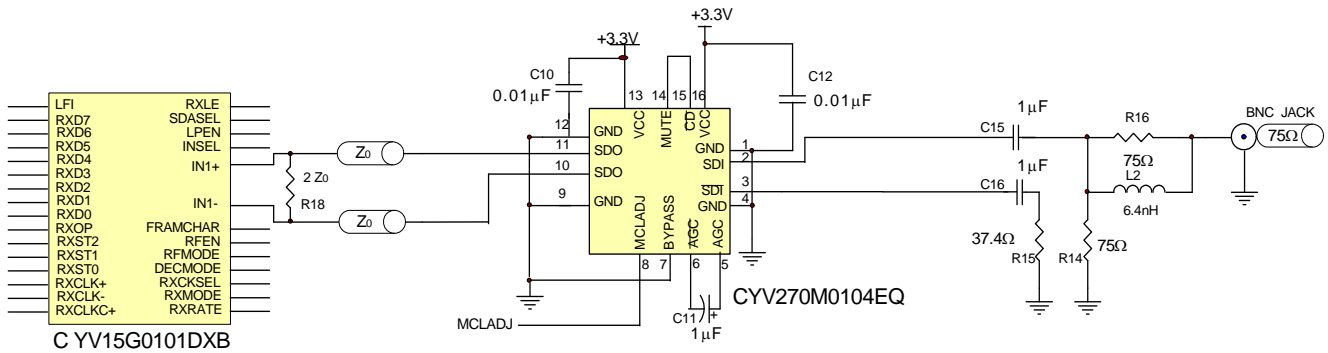 +3.3V
+3.3V
C10
0.01µF
C12
0.01µF
13
14
15
16
VCC
MUTE
CD
VCC
12
GND
11
SDO
10
SDO
9
GND
GND
1
SDI
2
SDI
3
GND
4
MCLADJ
BYPASS
AGC
AGC
8
7
6
5
CYV270M0104EQ
C11
+
1µF
MCLADJ
LFI
RXD7
RXD6
RXD5
RXD4
RXD3
RXD2
RXD1
RXD0
RXOP
RXST2
RXST1
RXST0
RXCLK+
RXCLK-
RXCLKC+
RXLE
SDASEL
LPEN
INSEL
IN1+
IN1-
FRAMCHAR
RFEN
RFMODE
DECMODE
RXCKSEL
RXMODE
RXRATE
C YV15G0101DXB
2 Z0
R18
Z0
Z0
1µF
C15
1µF
C16
37.4Ω
R15
R14
75Ω
R16
75Ω
L2
6.4nH
BNC JACK
75Ω